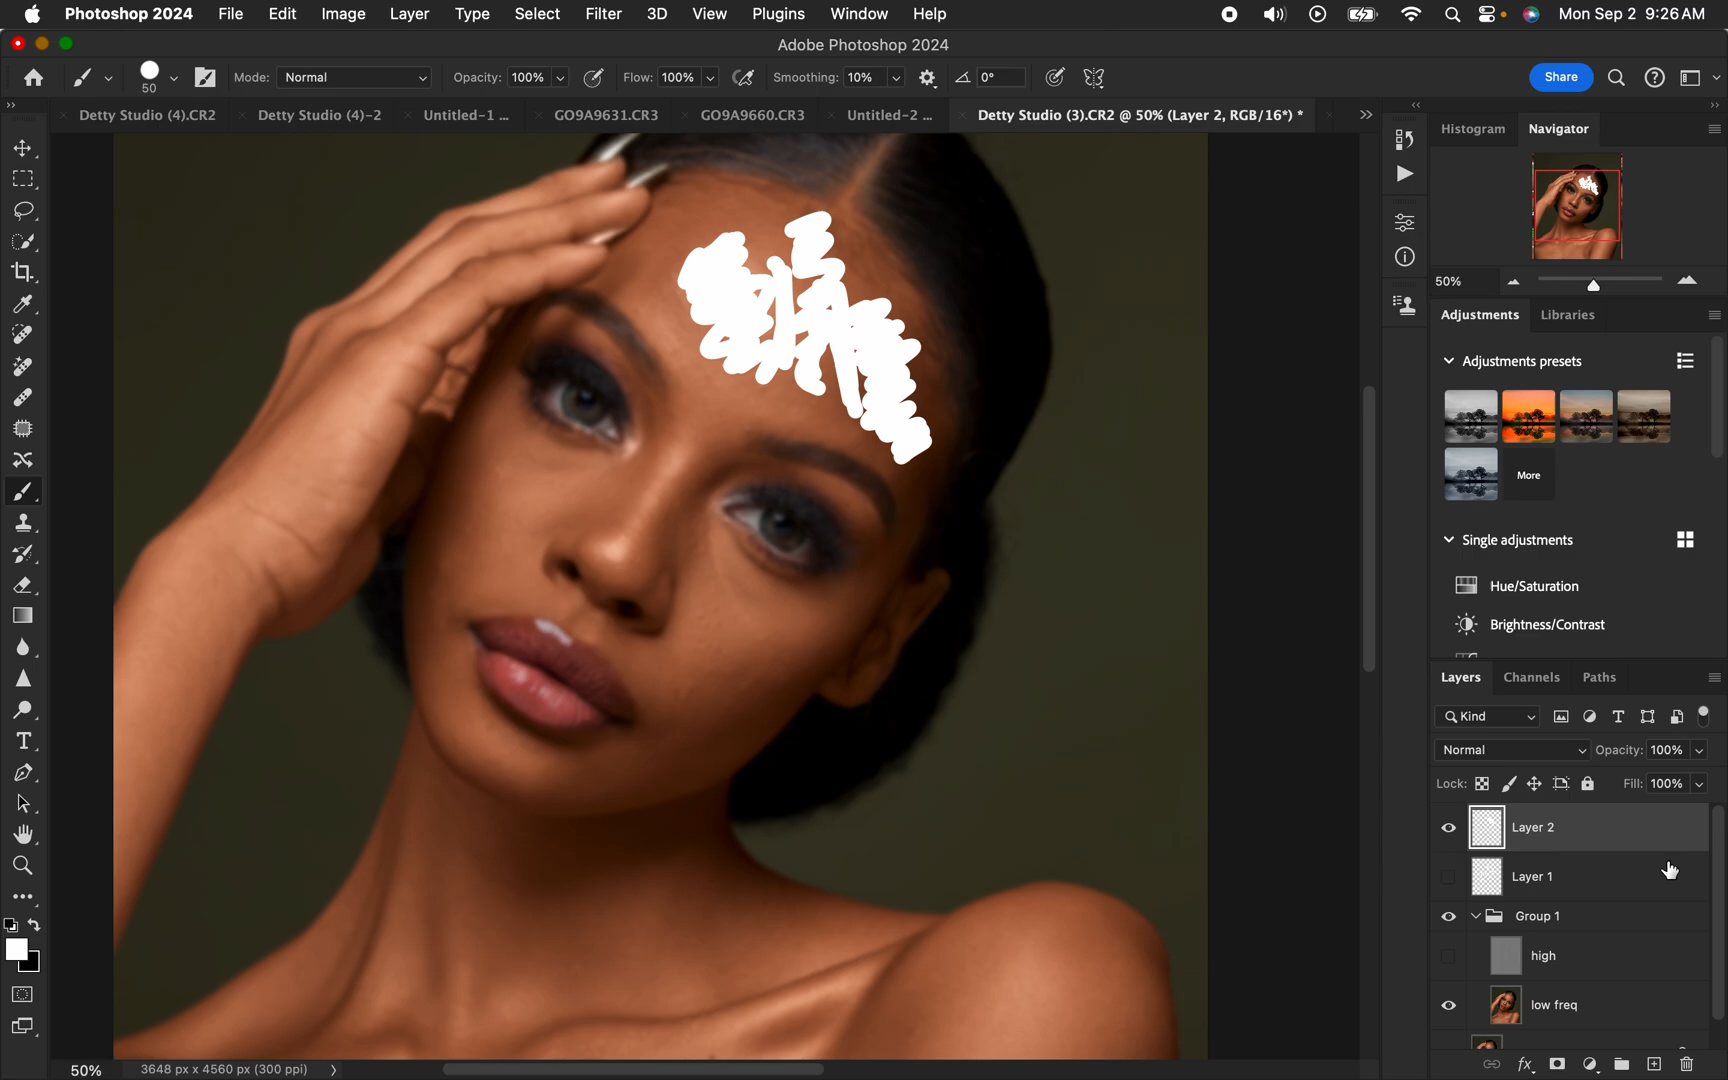 Photoshop 2024 File Edit Image Layer Type Select Filter 3D View Plugins Window Help Mon Sep 2 9:26 AM
Adobe Photoshop 2024
50 Mode: Normal Opacity: 100% Flow: 100% Smoothing: 10% 0° Share
Detty Studio (4).CR2 Detty Studio (4)-2 Untitled-1 ... GO9A9631.CR3 GO9A9660.CR3 Untitled-2 ... Detty Studio (3).CR2 @ 50% (Layer 2, RGB/16*) *
Histogram Navigator
50%
Adjustments Libraries
Adjustments presets
More
Single adjustments
Hue/Saturation
Brightness/Contrast
Layers Channels Paths
Kind
Normal Opacity: 100%
Lock: Fill: 100%
Layer 2
Layer 1
Group 1
high
low freq
50% 3648 px x 4560 px (300 ppi)